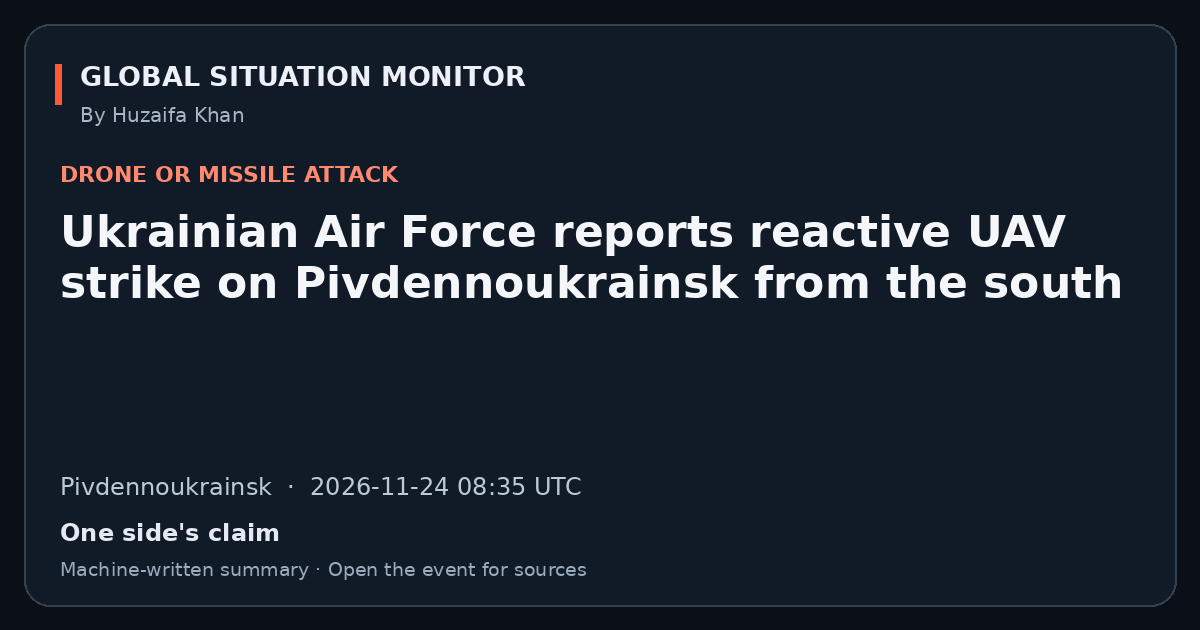 GLOBAL SITUATION MONITOR
By Huzaifa Khan
DRONE OR MISSILE ATTACK
Ukrainian Air Force reports reactive UAV
strike on Pivdennoukrainsk from the south
Pivdennoukrainsk · 2026-11-24 08:35 UTC
One side's claim
Machine-written summary · Open the event for sources